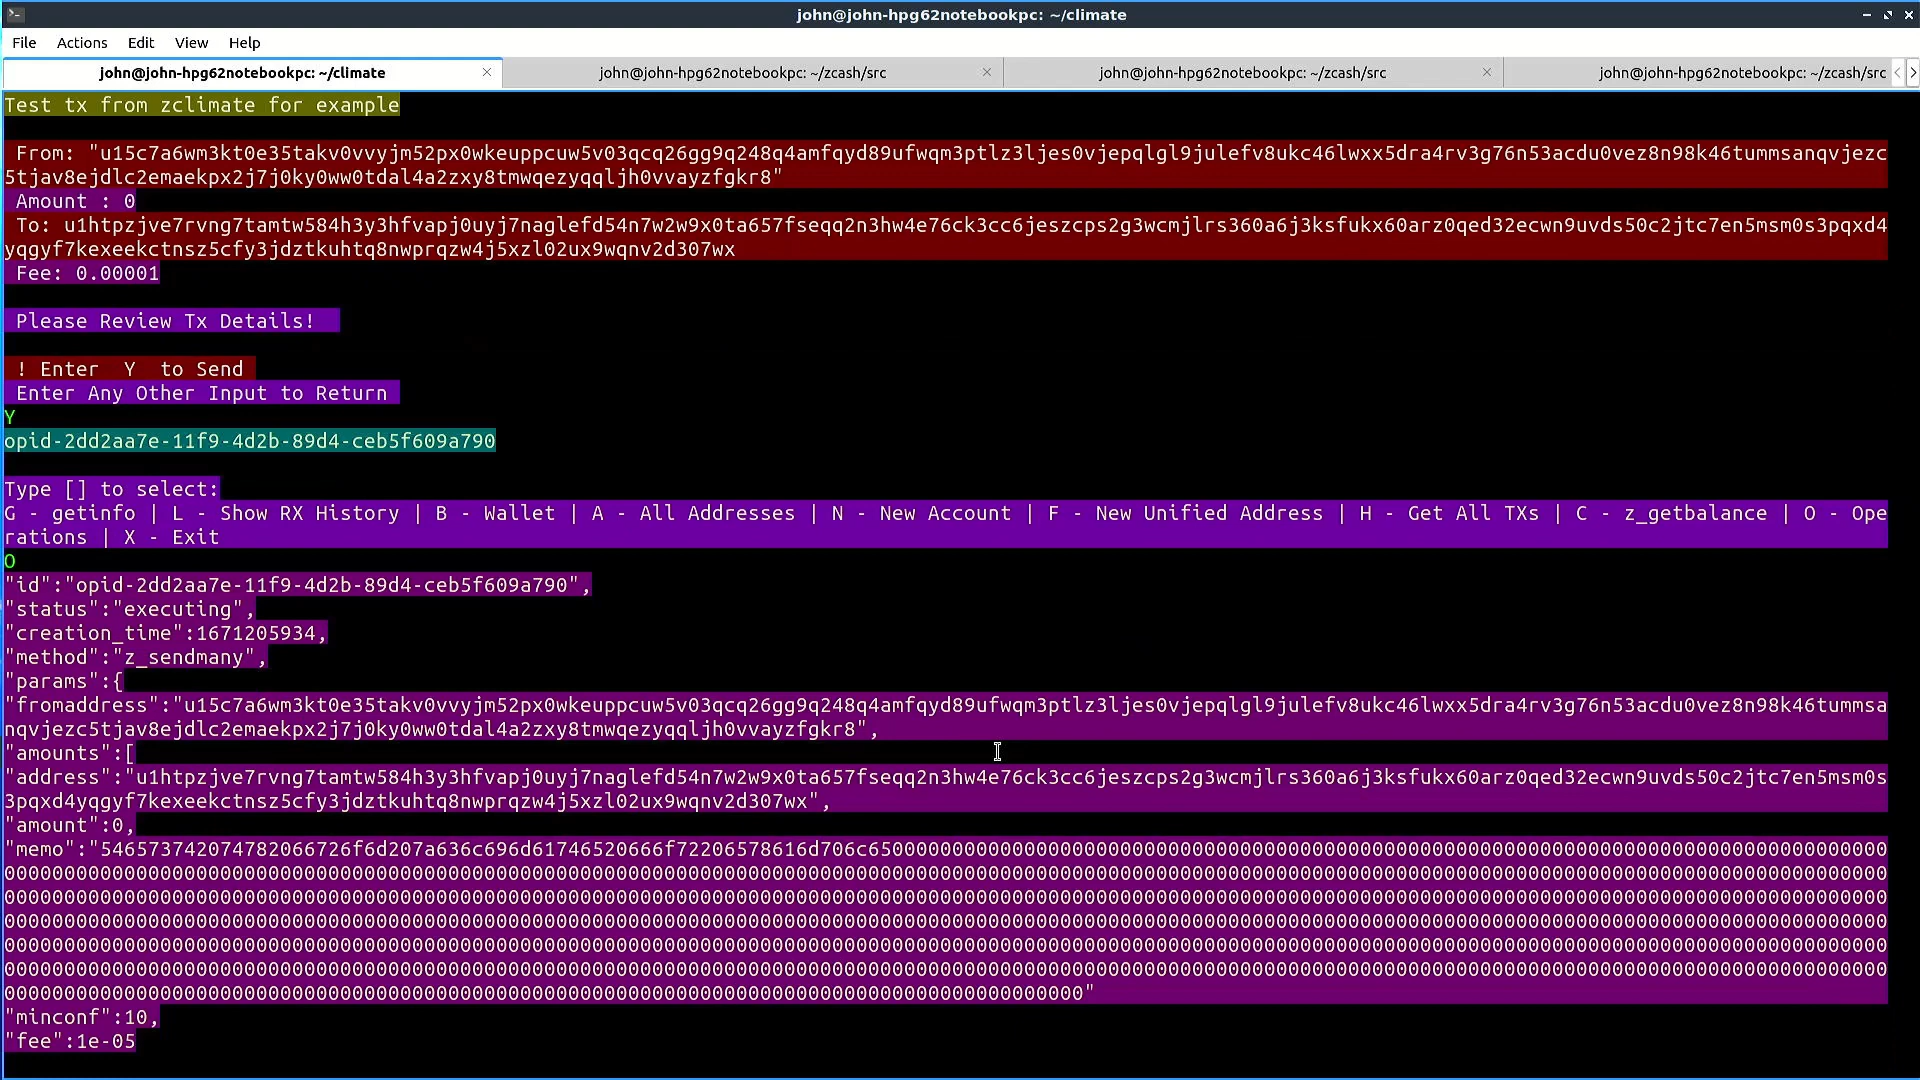 john@john-hpg62notebookpc: ~/climate
File Actions Edit View Help
john@john-hpg62notebookpc: ~/climate john@john-hpg62notebookpc: ~/zcash/src john@john-hpg62notebookpc: ~/zcash/src john@john-hpg62notebookpc: ~/zcash/src
Test tx from zclimate for example
From: "u15c7a6wm3kt0e35takv0vvyjm52px0wkeuppcuw5v03qcq26gg9q248q4amfqyd89ufwqm3ptlz3ljes0vjepqlgl9julefv8ukc46lwxx5dra4rv3g76n53acdu0vez8n98k46tummsanqvjezc
5tjav8ejdlc2emaekpx2j7j0ky0ww0tdal4a2zxy8tmwqezyqqljh0vvayzfgkr8"
Amount : 0
To: u1htpzjve7rvng7tamtw584h3y3hfvapj0uyj7naglefd54n7w2w9x0ta657fseqq2n3hw4e76ck3cc6jeszcps2g3wcmjlrs360a6j3ksfukx60arz0qed32ecwn9uvds50c2jtc7en5msm0s3pqxd4
yqgyf7kexeekctnsz5cfy3jdztkuhtq8nwprqzw4j5xzl02ux9wqnv2d307wx
Fee: 0.00001
Please Review Tx Details!
! Enter Y to Send
Enter Any Other Input to Return
Y
opid-2dd2aa7e-11f9-4d2b-89d4-ceb5f609a790
Type [] to select:
G - getinfo | L - Show RX History | B - Wallet | A - All Addresses | N - New Account | F - New Unified Address | H - Get All TXs | C - z_getbalance | O - Ope
rations | X - Exit
O
"id":"opid-2dd2aa7e-11f9-4d2b-89d4-ceb5f609a790",
"status":"executing",
"creation_time":1671205934,
"method":"z_sendmany",
"params":{
"fromaddress":"u15c7a6wm3kt0e35takv0vvyjm52px0wkeuppcuw5v03qcq26gg9q248q4amfqyd89ufwqm3ptlz3ljes0vjepqlgl9julefv8ukc46lwxx5dra4rv3g76n53acdu0vez8n98k46tummsa
nqvjezc5tjav8ejdlc2emaekpx2j7j0ky0ww0tdal4a2zxy8tmwqezyqqljh0vvayzfgkr8",
"amounts":[
"address":"u1htpzjve7rvng7tamtw584h3y3hfvapj0uyj7naglefd54n7w2w9x0ta657fseqq2n3hw4e76ck3cc6jeszcps2g3wcmjlrs360a6j3ksfukx60arz0qed32ecwn9uvds50c2jtc7en5msm0s
3pqxd4yqgyf7kexeekctnsz5cfy3jdztkuhtq8nwprqzw4j5xzl02ux9wqnv2d307wx",
"amount":0,
"memo":
"minconf":10,
"fee":1e-05